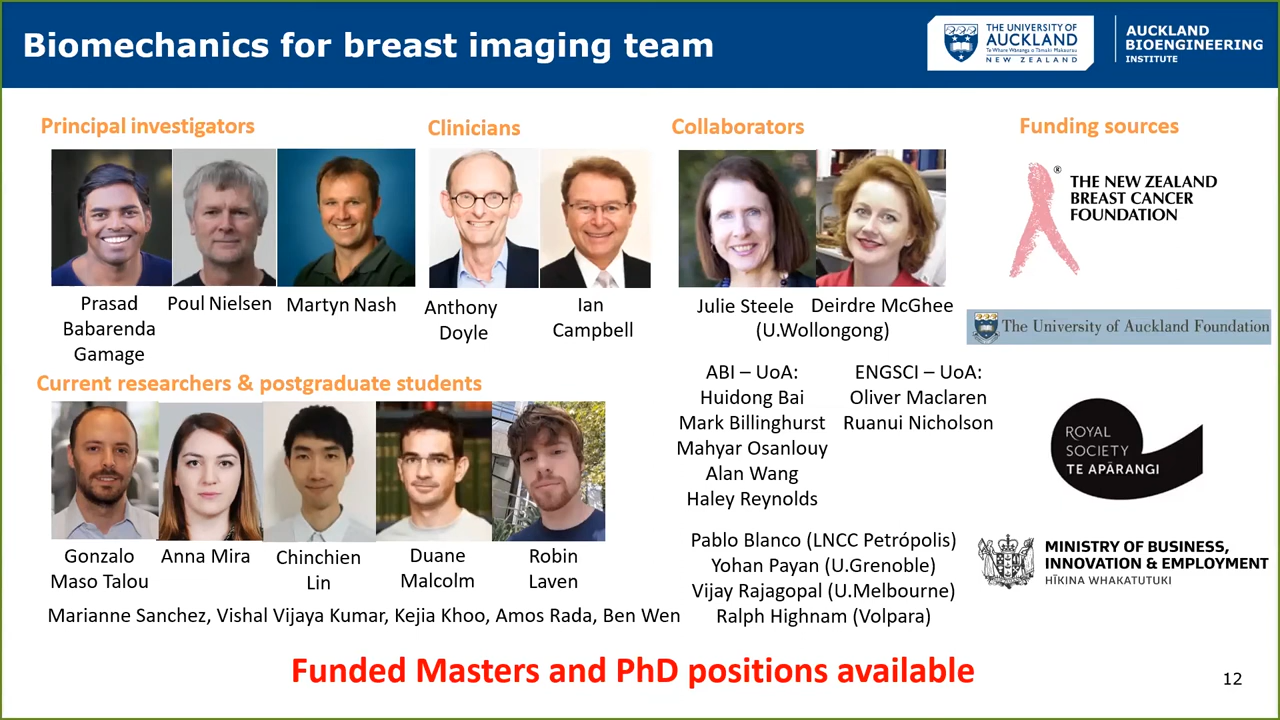 Biomechanics for breast imaging team
THE UNIVERSITY OF
AUCKLAND
Te Whare Wānanga o Tāmaki Makaurau
NEW ZEALAND
AUCKLAND
BIOENGINEERING
INSTITUTE
Principal investigators
Prasad
Babarenda
Gamage
Poul Nielsen
Martyn Nash
Clinicians
Anthony
Doyle
Ian
Campbell
Collaborators
Julie Steele
Deirdre McGhee
(U.Wollongong)
ABI – UoA:
Huidong Bai
Mark Billinghurst
Mahyar Osanlouy
Alan Wang
Haley Reynolds
ENGSCI – UoA:
Oliver Maclaren
Ruanui Nicholson
Pablo Blanco (LNCC Petrópolis)
Yohan Payan (U.Grenoble)
Vijay Rajagopal (U.Melbourne)
Ralph Highnam (Volpara)
Funding sources
®
THE NEW ZEALAND
BREAST CANCER
FOUNDATION
The University of Auckland Foundation
ROYAL
SOCIETY
TE APĀRANGI
MINISTRY OF BUSINESS,
INNOVATION & EMPLOYMENT
HĪKINA WHAKATUTUKI
Current researchers & postgraduate students
Gonzalo
Maso Talou
Anna Mira
Chinchien
Lin
Duane
Malcolm
Robin
Laven
Marianne Sanchez, Vishal Vijaya Kumar, Kejia Khoo, Amos Rada, Ben Wen
Funded Masters and PhD positions available
12